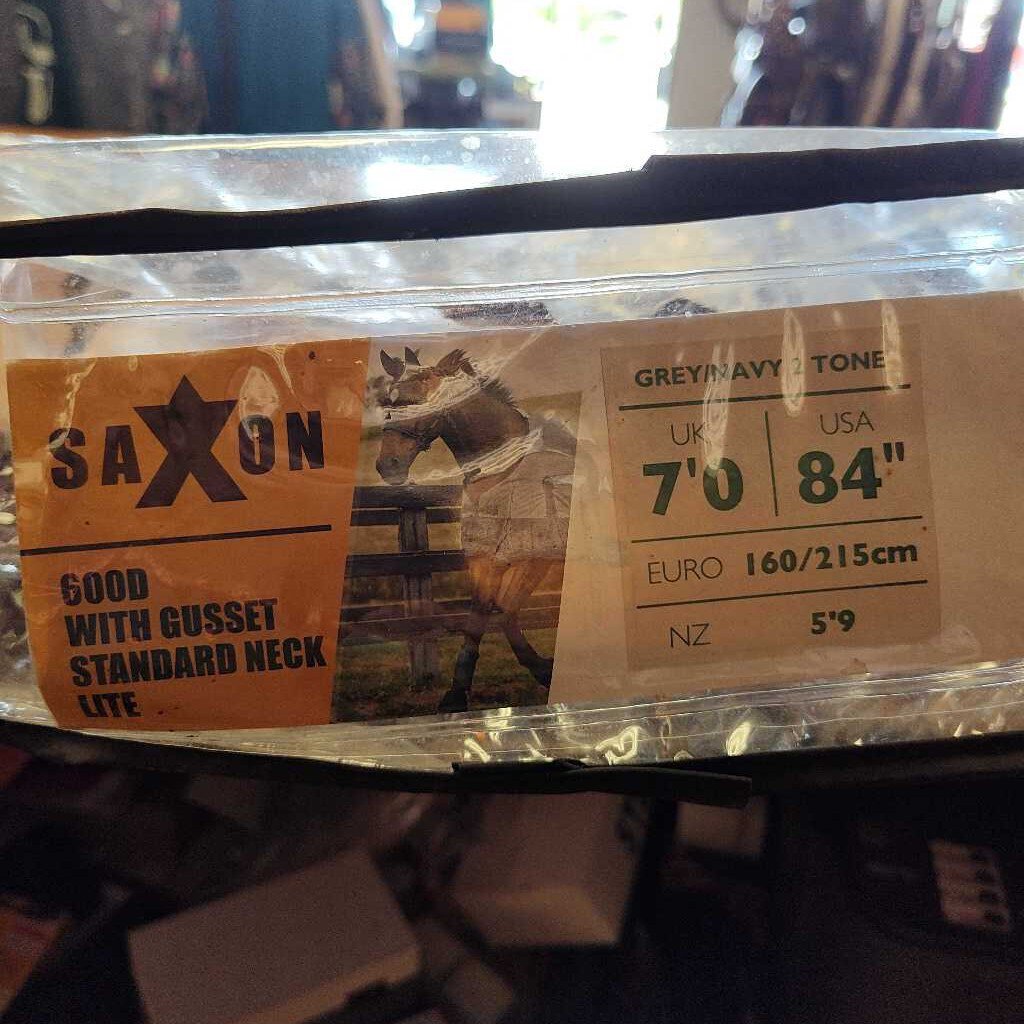 SAXON
600D
WITH GUSSET
STANDARD NECK
LITE
GREY/NAVY 2 TONE
UK
7'0
USA
84"
EURO 160/215cm
NZ 5'9